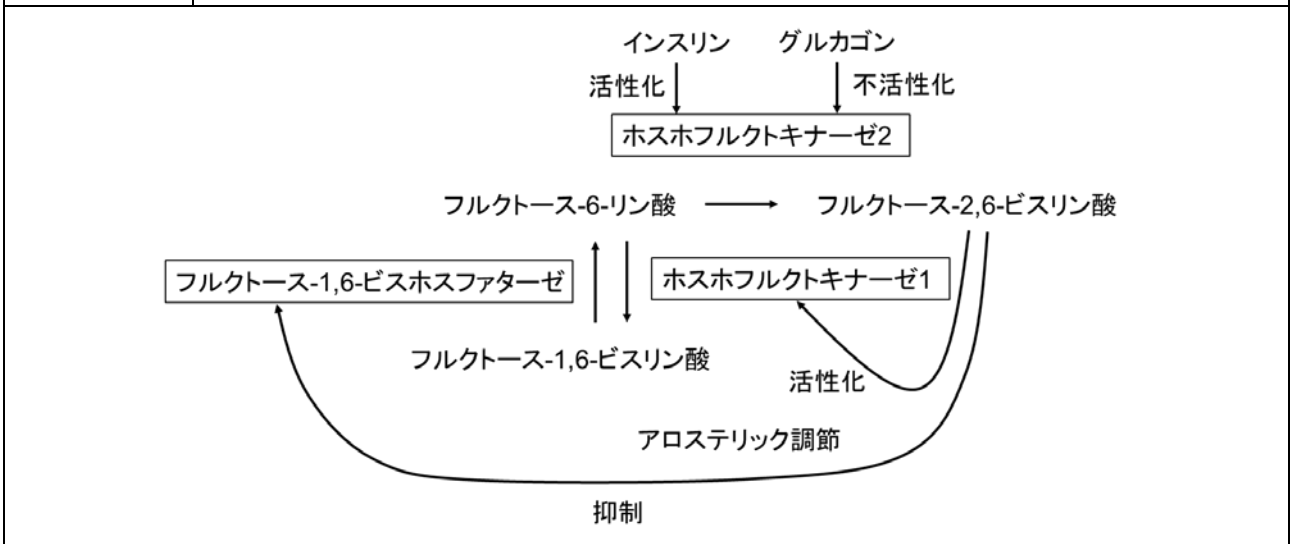 インスリン グルカゴン
活性化 不活性化
ホスホフルクトキナーゼ2
フルクトース-6-リン酸 フルクトース-2,6-ビスリン酸
フルクトース-1,6-ビスホスファターゼ ホスホフルクトキナーゼ1
フルクトース-1,6-ビスリン酸
活性化
アロステリック調節
抑制